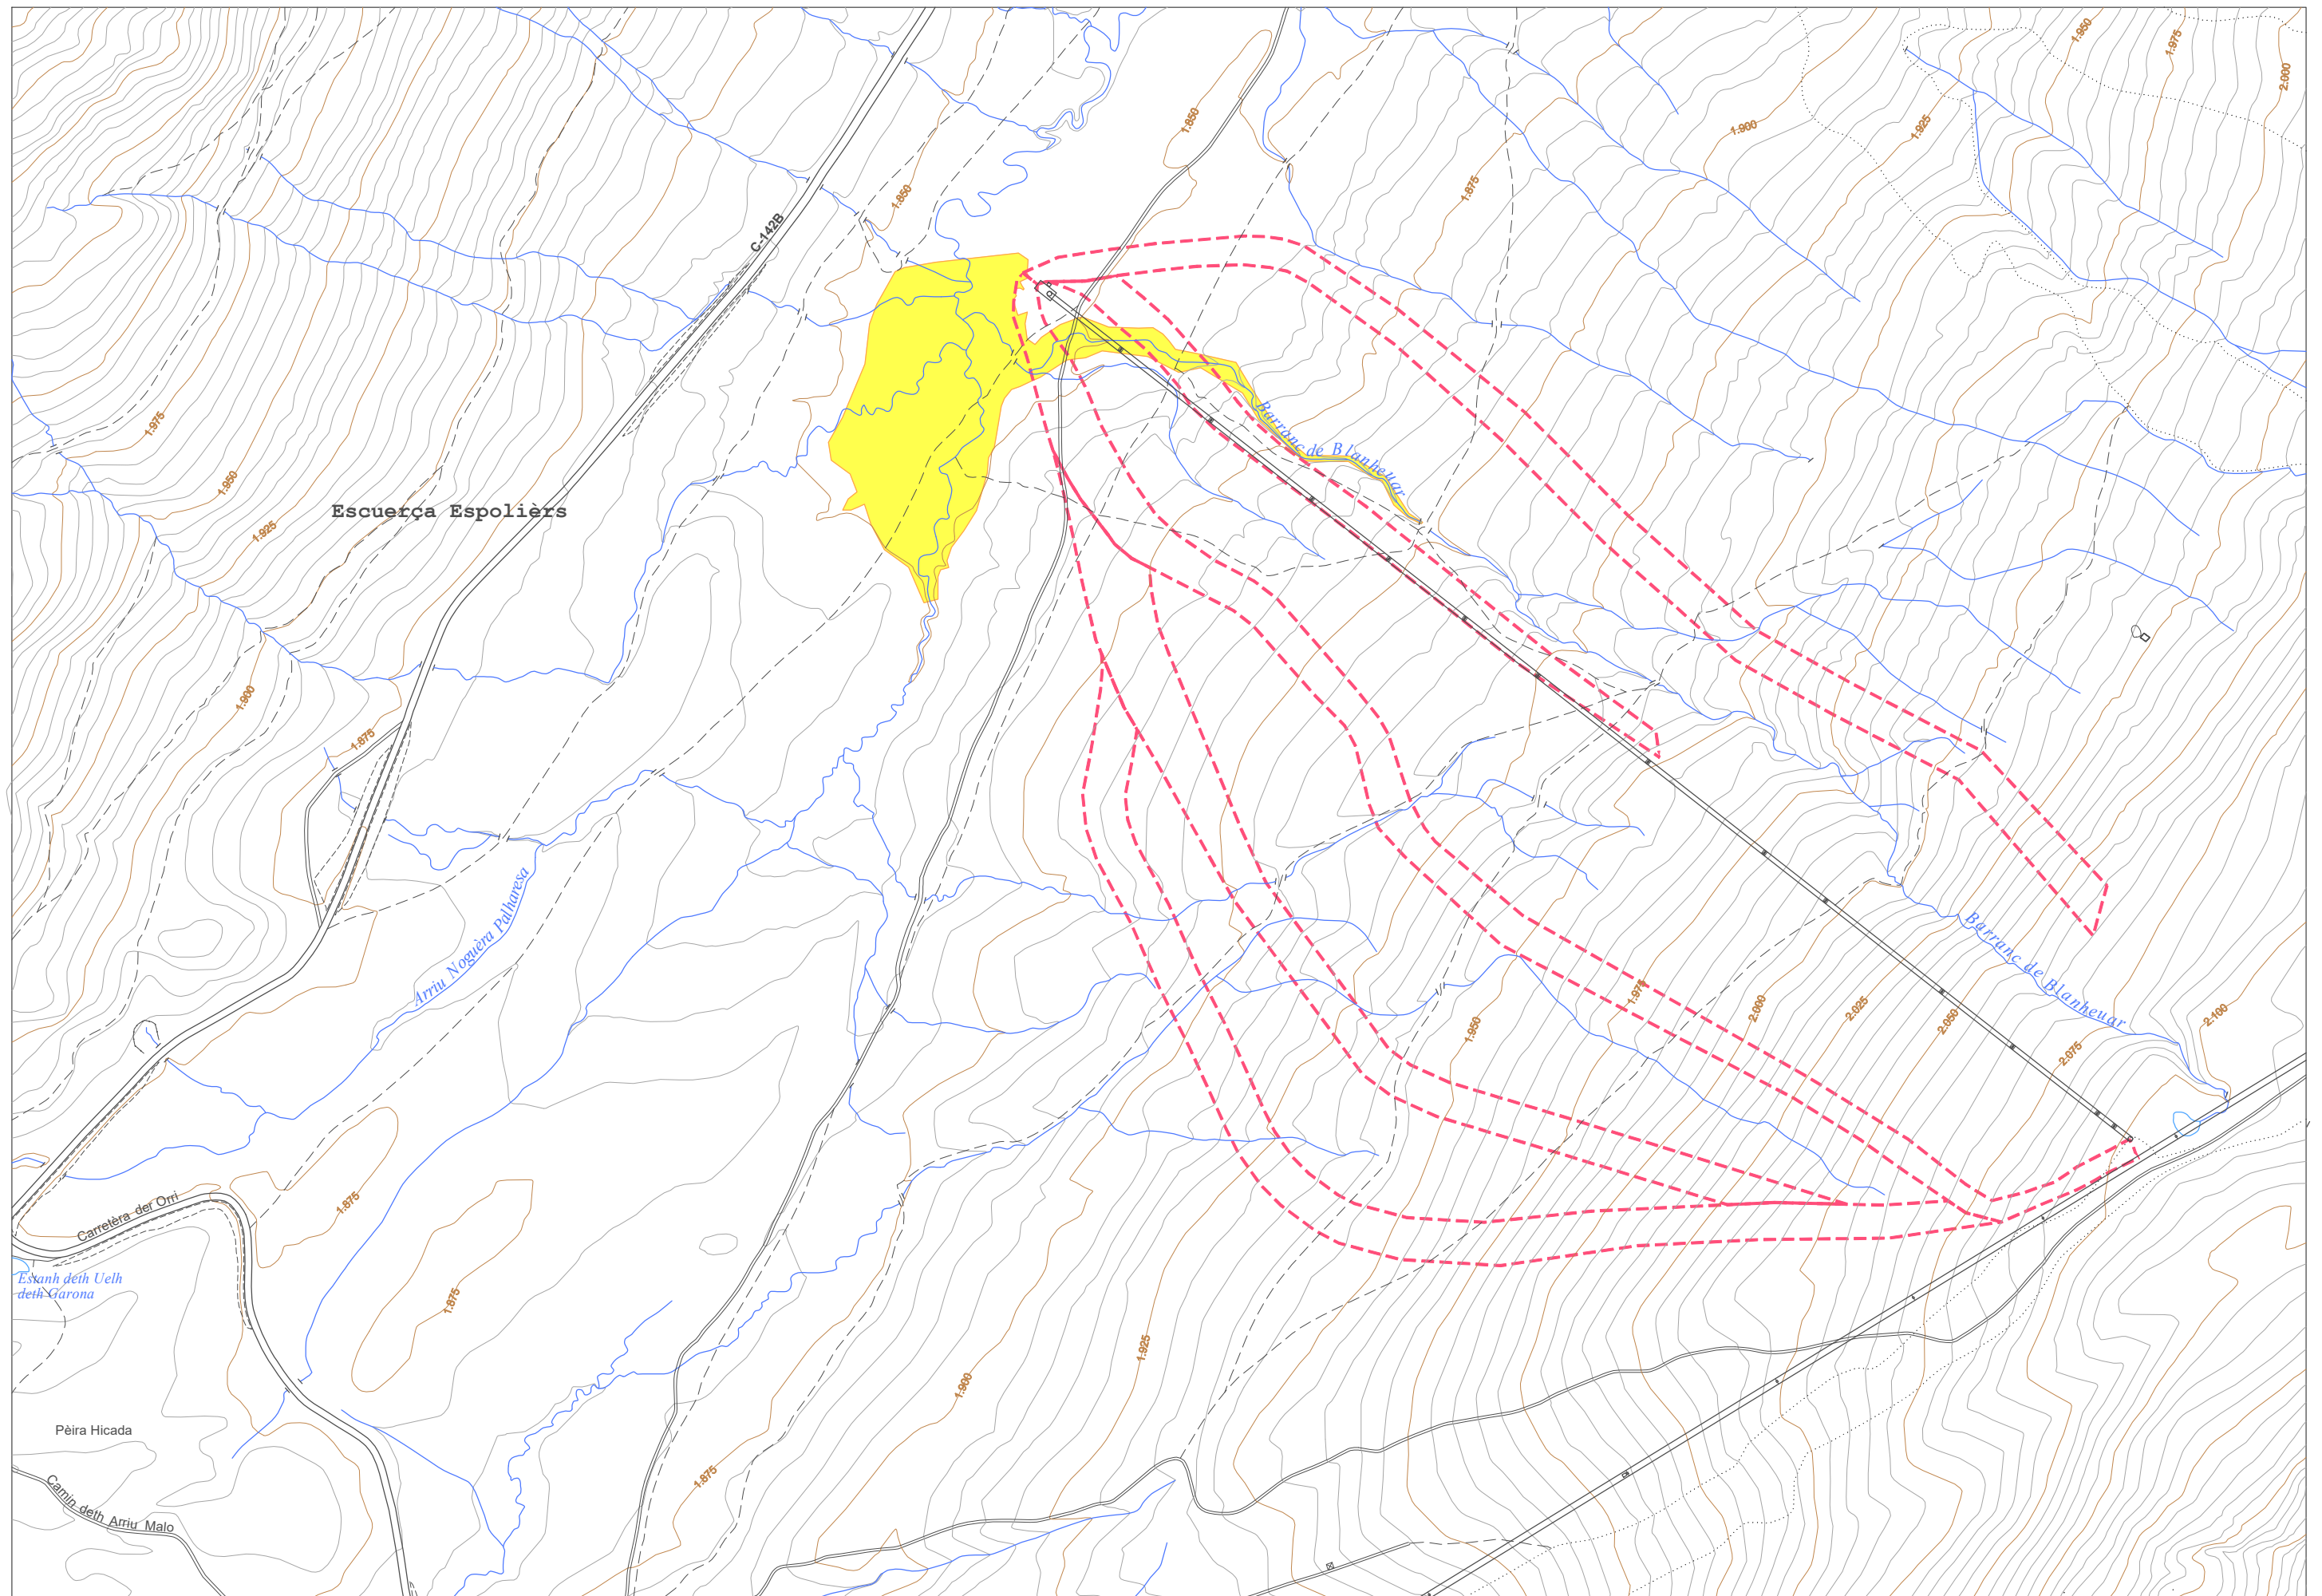 1.950
1.975
2.000
1.850
1.900
1.925
1.875
1.850
C-142B
1.975
Barranc de Blanheuar
1.950
Escuerça Espolièrs
1.925
1.900
1.875
Arriu Noguèra Palharesa
Barranc de Blanheuar
1.975
2.000
2.025
2.050
2.100
1.950
2.075
Carretèra der Orri
1.875
Estanh deth Uelh
deth Garona
1.875
1.925
1.900
Pèira Hicada
1.875
Camin deth Arriu Malo